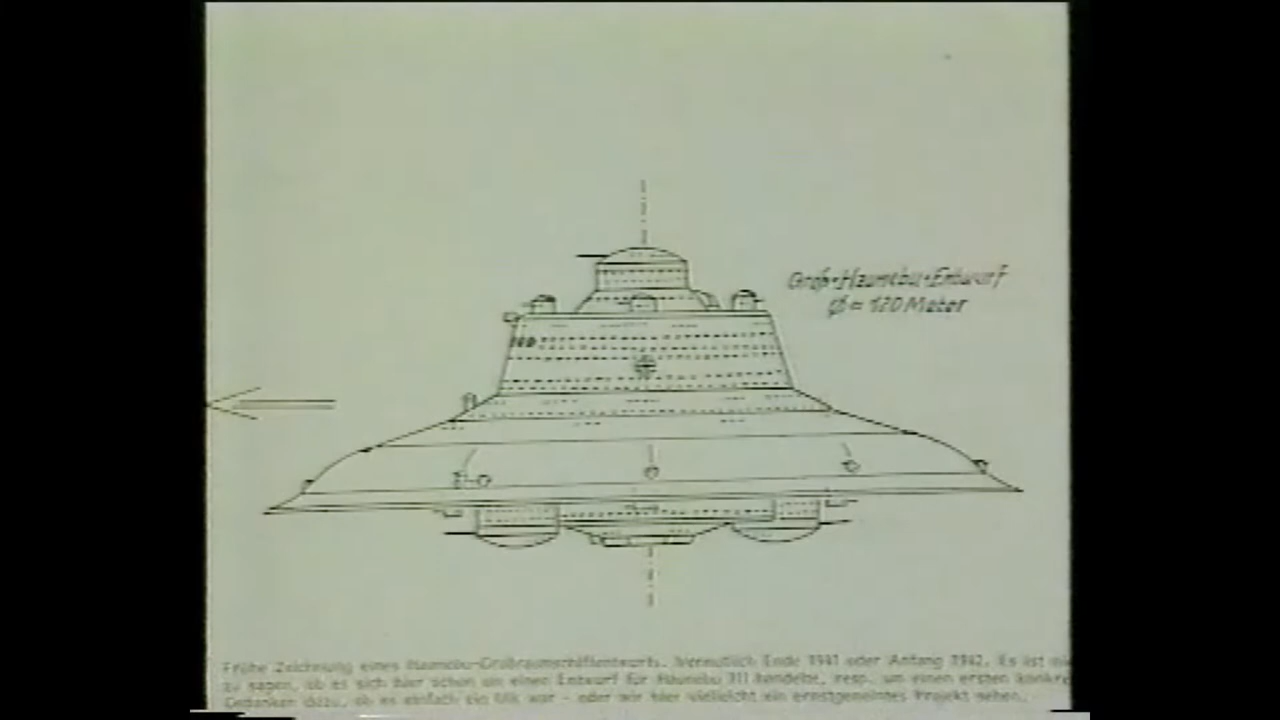 Groß-Haunebu-Entwurf
Ø ≈ 120 Meter
Frühe Zeichnung eines Haunebu-Großraumschiffentwurfs. Vermutlich Ende 1941 oder Anfang 1942. Es ist
zu sagen, ob es sich hier schon um einen Entwurf für Haunebu III handelte, resp. um einen ersten
Gedanken dazu, ob es einfach ein Ulk war - oder wir hier vielleicht ein ernstgemeintes Projekt sehen.